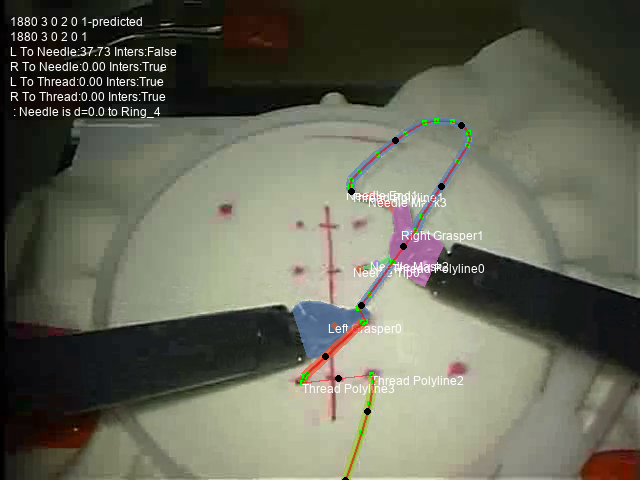 1880 3 0 2 0 1-predicted
1880 3 0 2 0 1
L To Needle:37.73 Inters:False
R To Needle:0.00 Inters:True
L To Thread:0.00 Inters:True
R To Thread:0.00 Inters:True
: Needle is d=0.0 to Ring_4
Needle Mask3
Right Grasper1
Polyline0
Left Grasper0
Thread Polyline2
Thread Polyline3